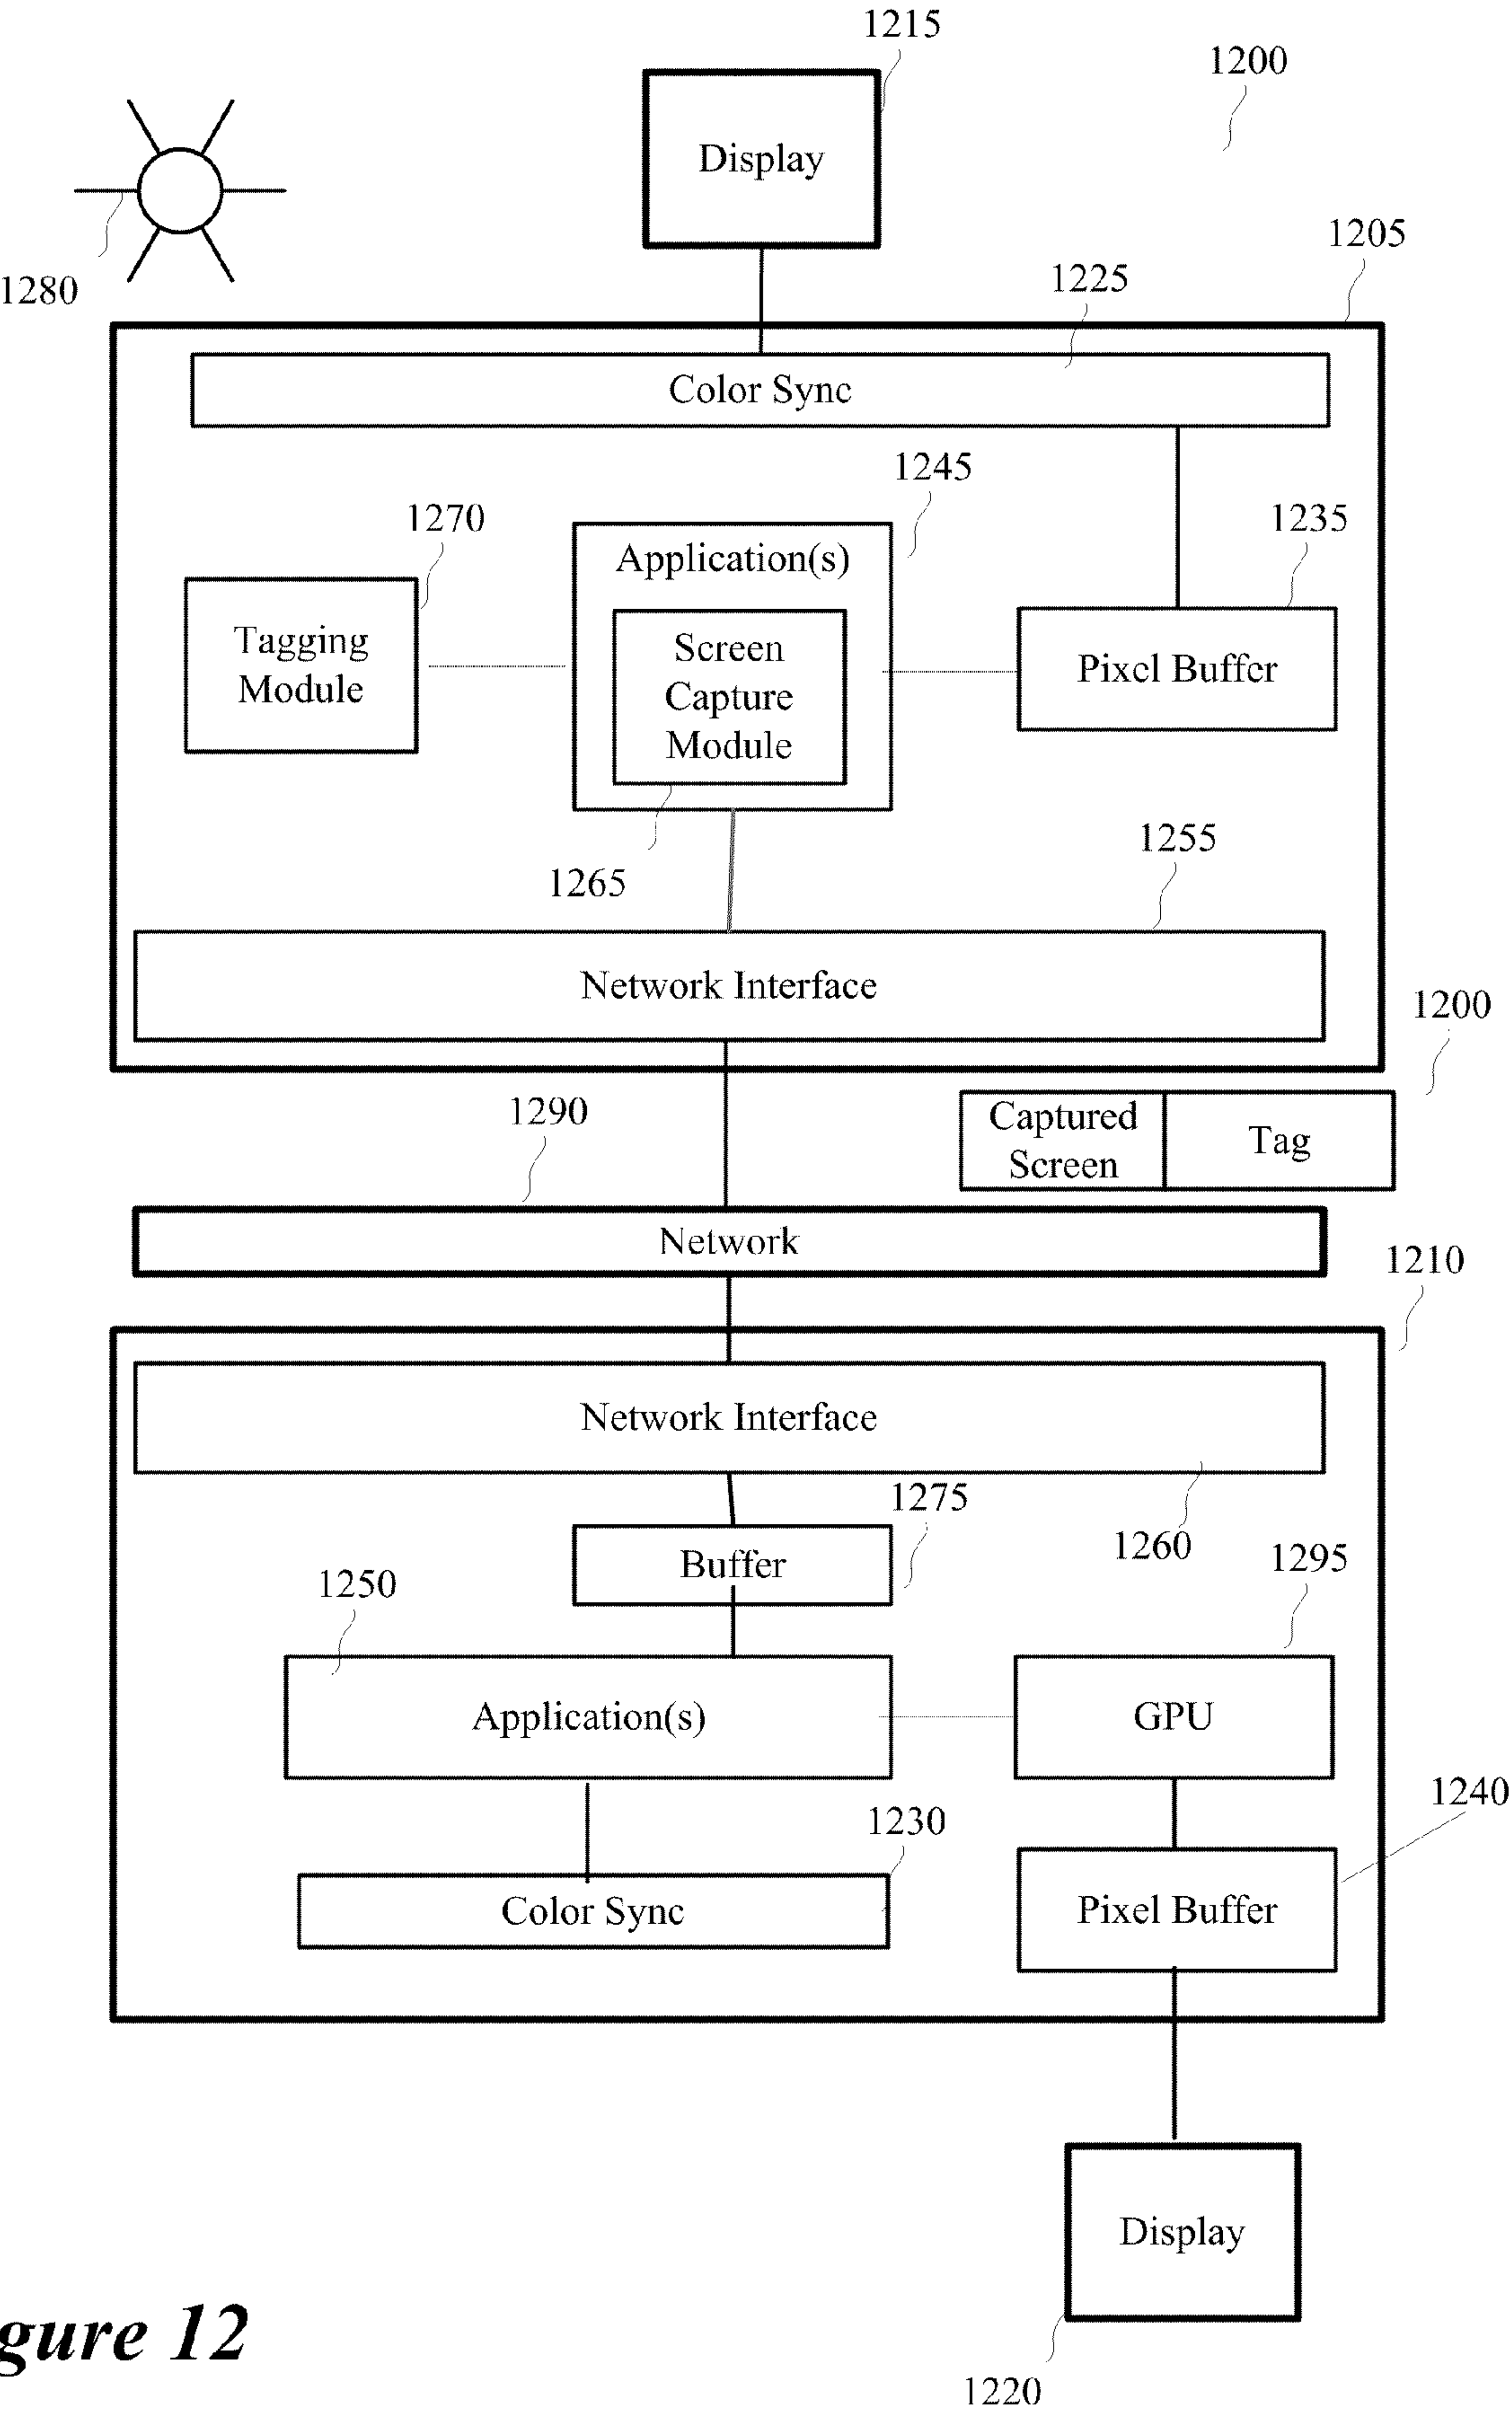 1215
1200
Display
1280
1205
1225
Color Sync
1245
1270
1235
Application(s)
Tagging
Module
Screen
Capture
Module
Pixel Buffer
1265
1255
Network Interface
1200
1290
Captured
Screen
Tag
Network
1210
Network Interface
1275
1260
Buffer
1295
1250
Application(s)
GPU
1240
1230
Color Sync
Pixel Buffer
Display
gure 12
1220